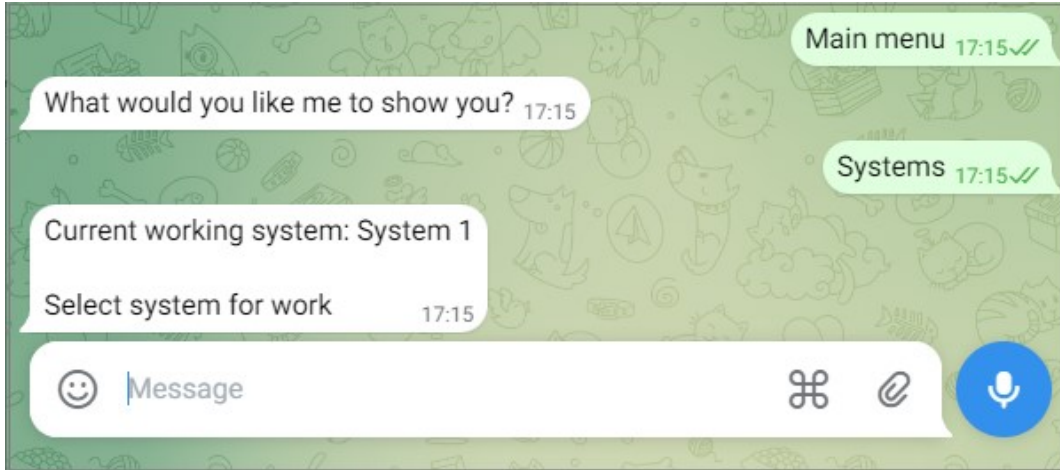 Main menu 17:15
What would you like me to show you? 17:15
Systems 17:15
Current working system: System 1
Select system for work 17:15
Message